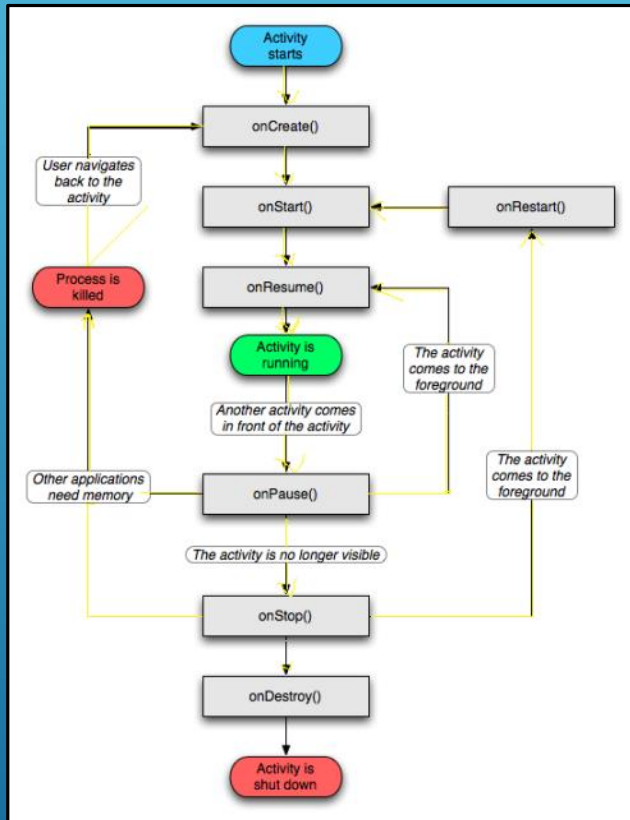 Activity
starts
onCreate()
User navigates
back to the
activity
onStart()
onRestart()
Process is
killed
onResume()
Activity is
running
The activity
comes to the
foreground
Another activity comes
in front of the activity
The activity
comes to the
foreground
Other applications
need memory
onPause()
The activity is no longer visible
onStop()
onDestroy()
Activity is
shut down